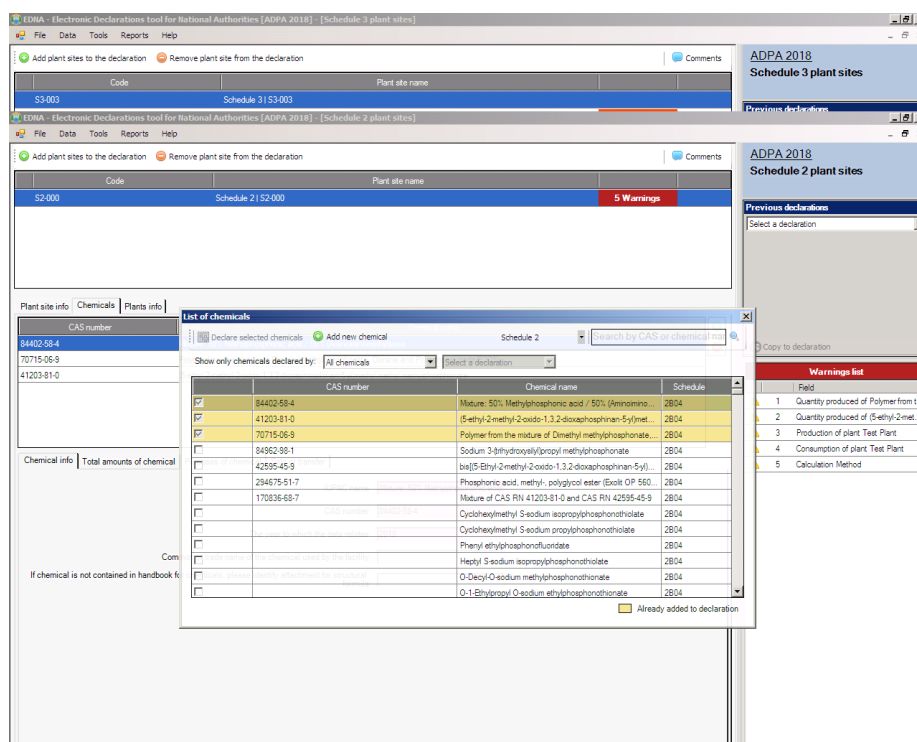 EDNA - Electronic Declarations tool for National Authorities [ADPA 2018] - [Schedule 3 plant sites]
File Data Tools Reports Help
Add plant sites to the declaration Remove plant site from the declaration Comments
ADPA 2018
Schedule 3 plant sites
Code Plant site name
S3-003 Schedule 3 | S3-003
Previous declarations
EDNA - Electronic Declarations tool for National Authorities [ADPA 2018] - [Schedule 2 plant sites]
File Data Tools Reports Help
Add plant sites to the declaration Remove plant site from the declaration Comments
ADPA 2018
Schedule 2 plant sites
Code Plant site name
S2-000 Schedule 2 | S2-000 5 Warnings
Previous declarations
Select a declaration
Plant site info Chemicals Plants info
CAS number
84402-58-4
70715-06-9
41203-81-0
List of chemicals
Declare selected chemicals Add new chemical Schedule 2 Search by CAS or chemical nar
Show only chemicals declared by: All chemicals Select a declaration
CAS number Chemical name Schedule
84402-58-4 Mixture: 50% Methylphosphonic acid / 50% (Aminoimino... 2B04
41203-81-0 (5-ethyl-2-methyl-2-oxido-1,3,2-dioxaphosphinan-5-yl)met... 2B04
70715-06-9 Polymer from the mixture of Dimethyl methylphosphonate,... 2B04
84962-98-1 Sodium 3-(trihydroxysilyl)propyl methylphosphonate 2B04
42595-45-9 bis[(5-Ethyl-2-methyl-2-oxido-1,3,2-dioxaphosphinan-5-yl)... 2B04
294675-51-7 Phosphonic acid, methyl-, polyglycol ester (Exolit OP 560... 2B04
170836-68-7 Mixture of CAS RN 41203-81-0 and CAS RN 42595-45-9 2B04
Cyclohexylmethyl S-sodium isopropylphosphonothiolate 2B04
Cyclohexylmethyl S-sodium propylphosphonothiolate 2B04
Phenyl ethylphosphonofluoridate 2B04
Heptyl S-sodium isopropylphosphonothiolate 2B04
O-Decyl-O-sodium methylphosphonothionate 2B04
O-1-Ethylpropyl O-sodium ethylphosphonothionate 2B04
Already added to declaration
Copy to declaration
Warnings list
Field
1 Quantity produced of Polymer from t
2 Quantity produced of (5-ethyl-2-met...
3 Production of plant Test Plant
4 Consumption of plant Test Plant
5 Calculation Method
Chemical info Total amounts of chemical
CAS number 84402-58-4
Com
If chemical is not contained in handbook fo